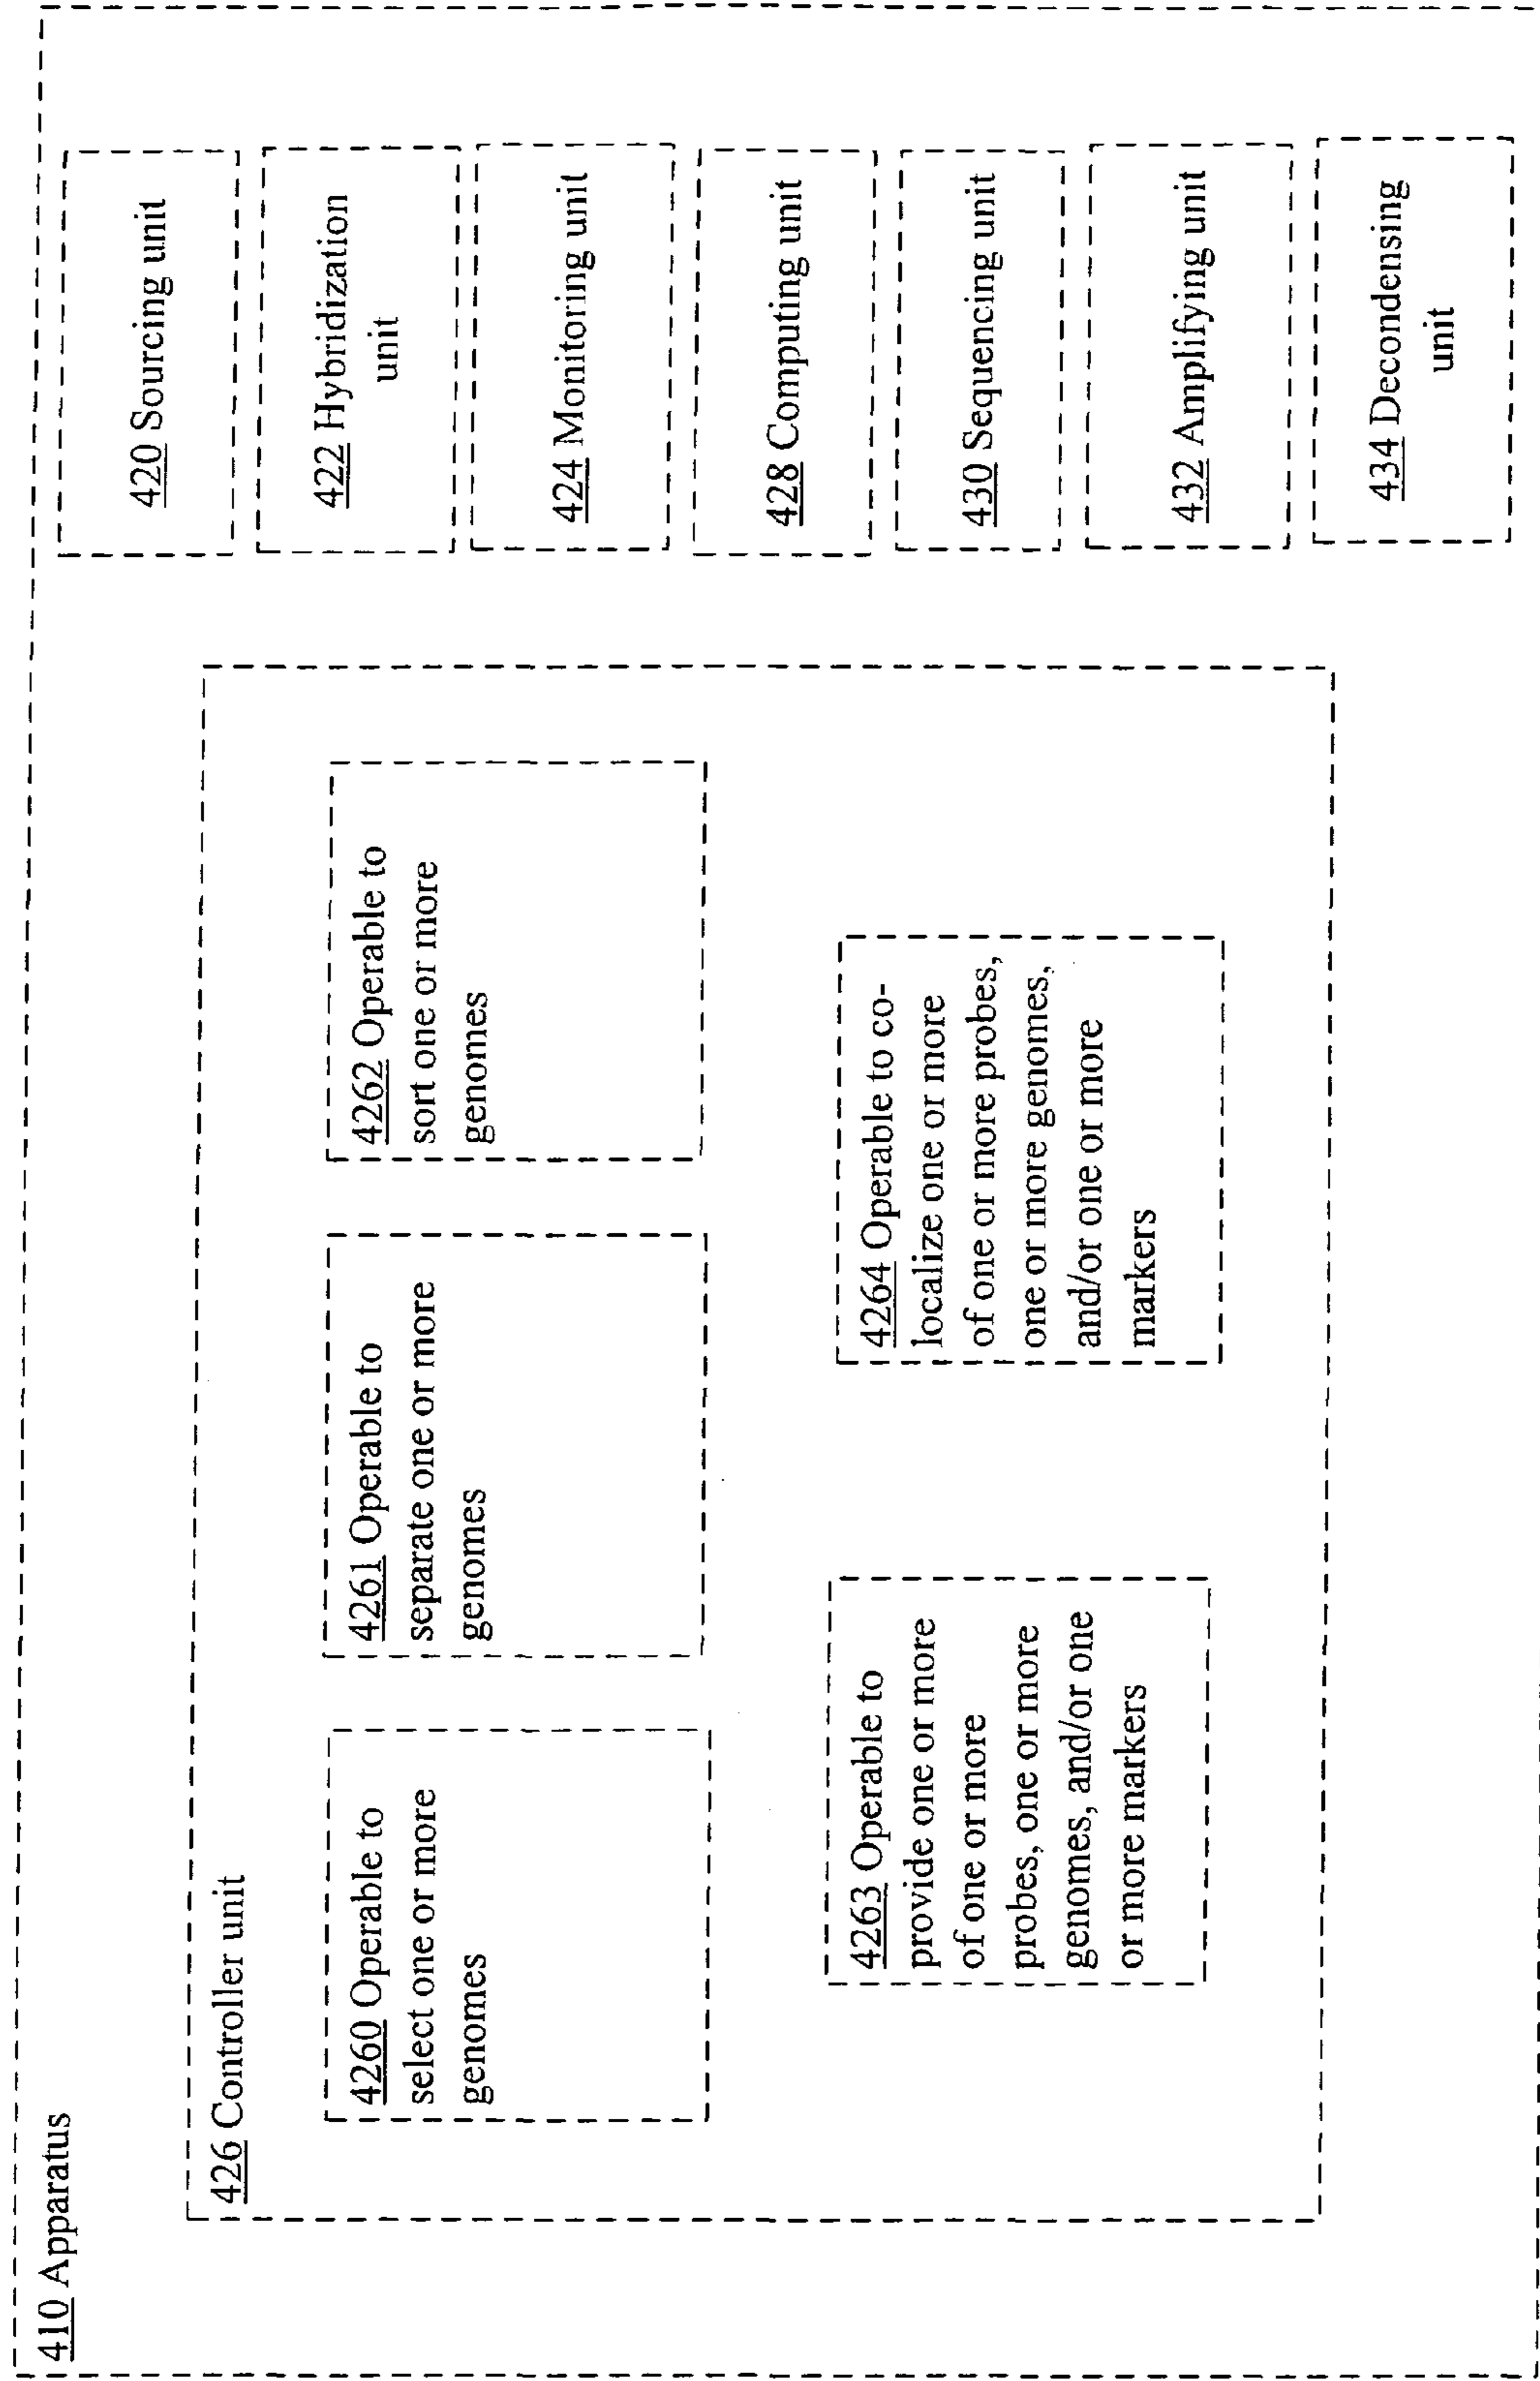 410 Apparatus
426 Controller unit
4260 Operable to
select one or more
genomes
4261 Operable to
separate one or more
genomes
4262 Operable to
sort one or more
genomes
4263 Operable to
provide one or more
of one or more
probes, one or more
genomes, and/or one
or more markers
4264 Operable to co-
localize one or more
of one or more probes,
one or more genomes,
and/or one or more
markers
420 Sourcing unit
422 Hybridization
unit
424 Monitoring unit
428 Computing unit
430 Sequencing unit
432 Amplifying unit
434 Decondensing
unit